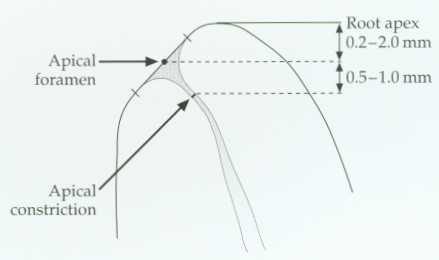 Root apex
0.2–2.0 mm
Apical
foramen
0.5–1.0 mm
Apical
constriction